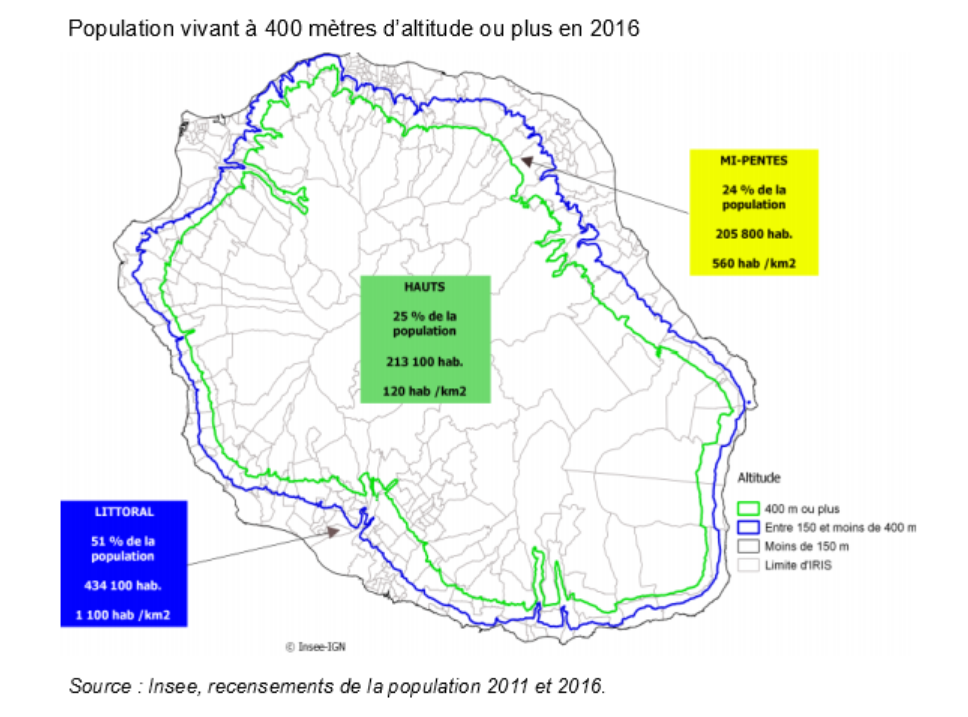 Population vivant à 400 mètres d'altitude ou plus en 2016
MI-PENTES
24 % de la
population
205 800 hab.
560 hab /km2
HAUTS
25 % de la
population
213 100 hab.
120 hab /km2
LITTORAL
51 % de la
population
434 100 hab.
1 100 hab /km2
Altitude
400 m ou plus
Entre 150 et moins de 400 m
Moins de 150 m
Limite d'IRIS
© Insee-IGN
Source : Insee, recensements de la population 2011 et 2016.